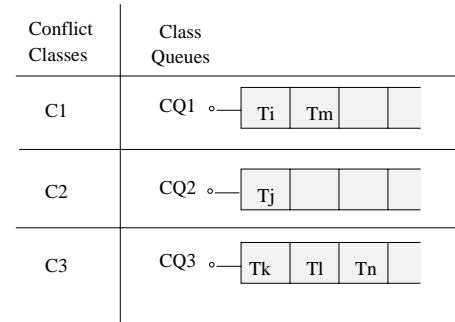 Conflict Classes
Class Queues
C1 CQ1 Ti Tm
C2 CQ2 Tj
C3 CQ3 Tk Tl Tn